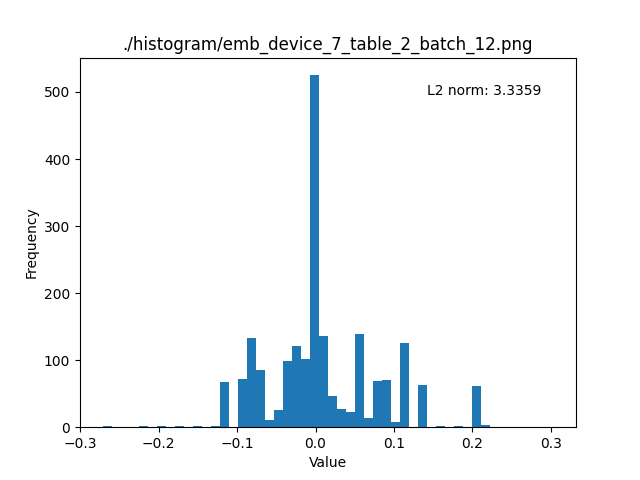 ./histogram/emb_device_7_table_2_batch_12.png
L2 norm: 3.3359
500
400
300
200
100
0
Frequency
−0.3 −0.2 −0.1 0.0 0.1 0.2 0.3
Value